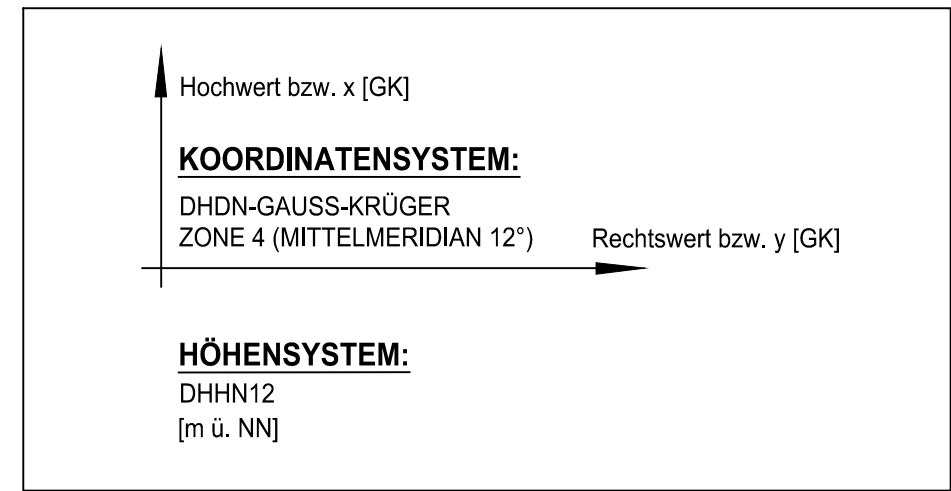 Hochwert bzw. x [GK]
KOORDINATENSYSTEM:
DHDN-GAUSS-KRÜGER
ZONE 4 (MITTELMERIDIAN 12°)
Rechtswert bzw. y [GK]
HÖHENSYSTEM:
DHHN12
[m ü. NN]